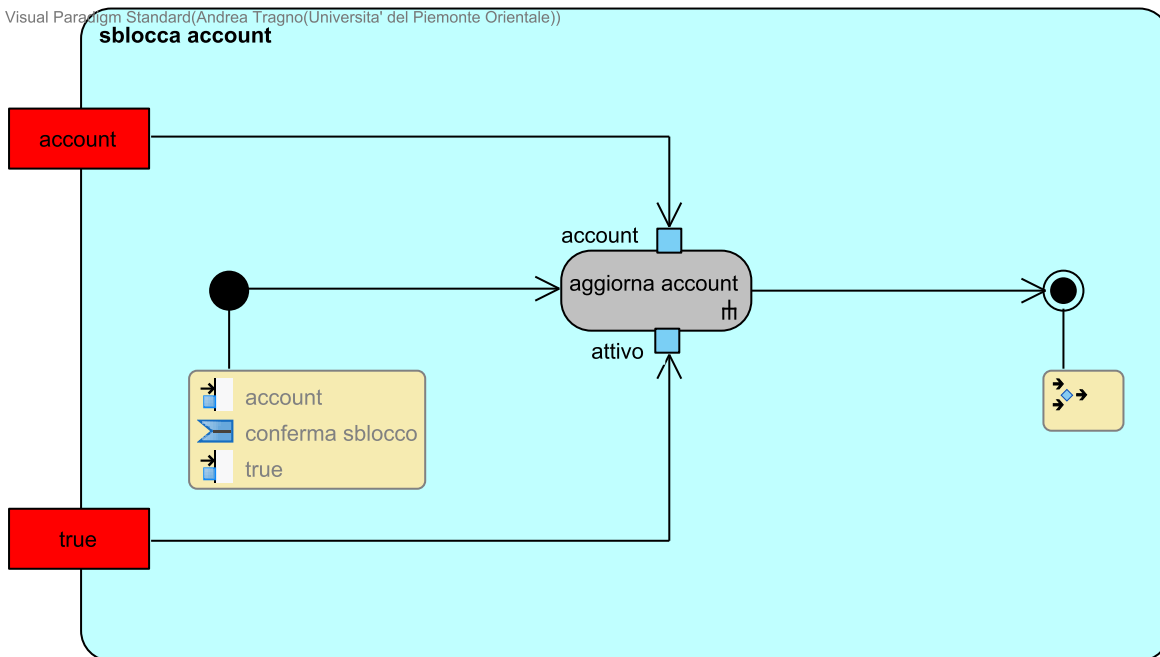 Visual Paradigm Standard(Andrea Tragno(Universita' del Piemonte Orientale))
sblocca account
account
account
aggiorna account
attivo
account
conferma sblocco
true
true